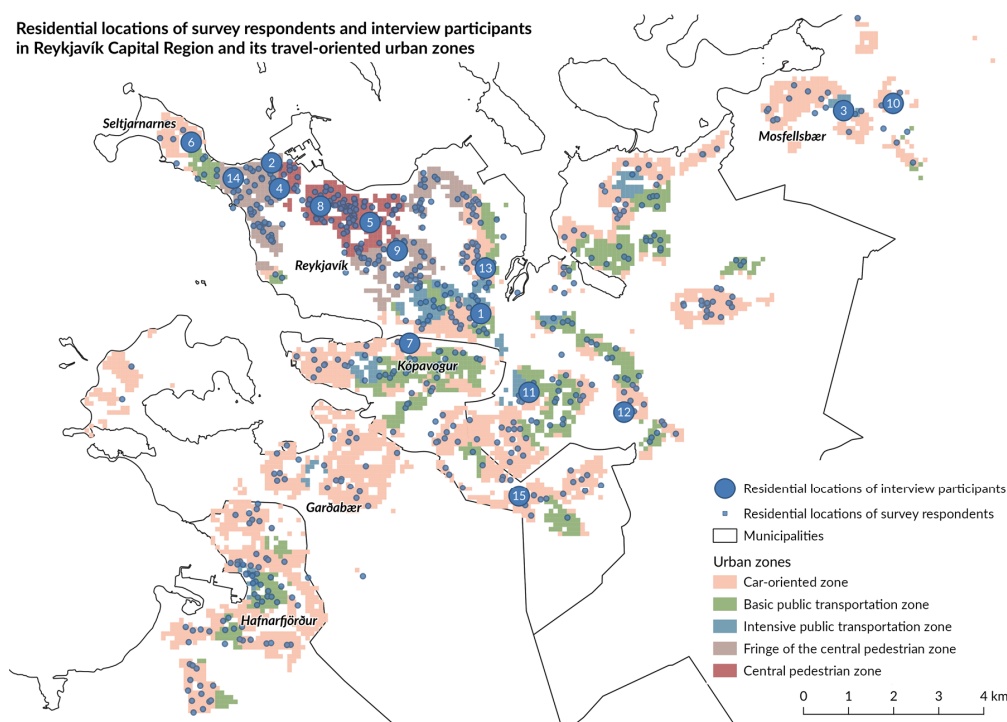 Residential locations of survey respondents and interview participants
in Reykjavík Capital Region and its travel-oriented urban zones
Seltjarnarnes
Mosfellsbær
3
10
6
2
14
4
8
5
9
Reykjavík
13
1
7
Kópavogur
11
12
15
Garðabær
Hafnarfjörður
Residential locations of interview participants
Residential locations of survey respondents
Municipalities
Urban zones
Car-oriented zone
Basic public transportation zone
Intensive public transportation zone
Fringe of the central pedestrian zone
Central pedestrian zone
0 1 2 3 4 km